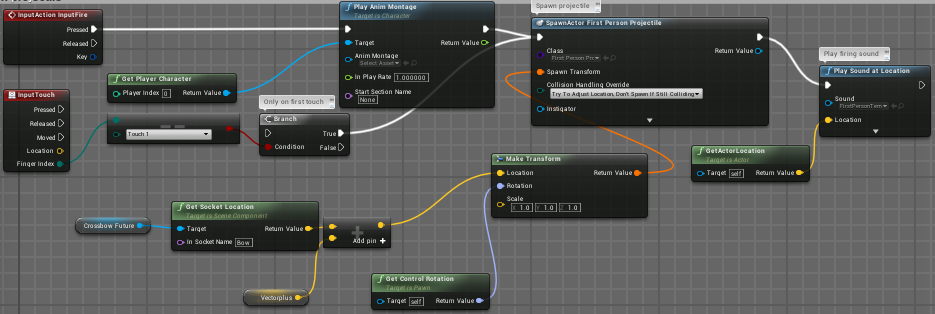 InputAction InputFire
Pressed
Released
Key
Get Player Character
Player Index 0 Return Value
Play Anim Montage
Target is Character
Target Return Value
Anim Montage
Select Asset
In Play Rate 1.000000
Start Section Name
None
Spawn projectile
SpawnActor First Person Projectile
Class Return Value
First Person Pro
Spawn Transform
Collision Handling Override
Try To Adjust Location, Don't Spawn If Still Colliding
Instigator
Play firing sound
Play Sound at Location
Sound
FirstPersonTem
Location
InputTouch
Pressed
Released
Moved
Location
Finger Index
Touch 1
Only on first touch
Branch
True
Condition False
Make Transform
Location Return Value
Rotation
Scale
X 1.0 Y 1.0 Z 1.0
GetActorLocation
Target is Actor
Target self Return Value
Crossbow Future
Get Socket Location
Target is Scene Component
Target Return Value
In Socket Name Bow
Add pin +
Vectorplus
Get Control Rotation
Target is Pawn
Target self Return Value